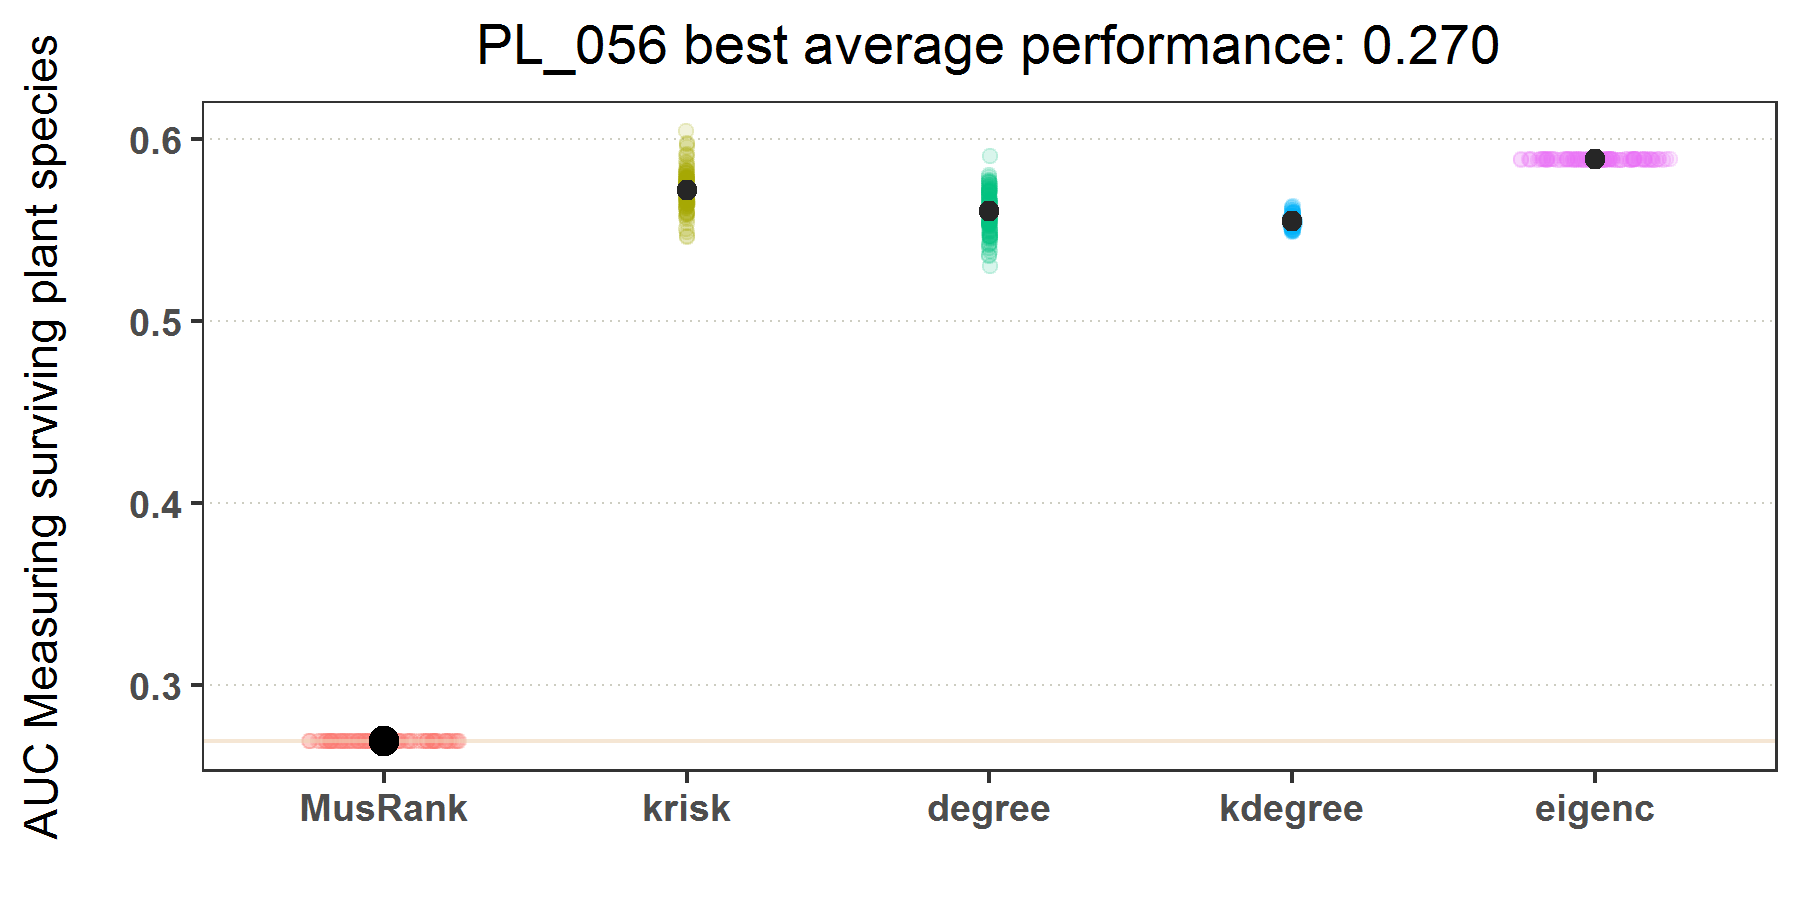 PL_056 best average performance: 0.270
AUC Measuring surviving plant species
0.6
0.5
0.4
0.3
MusRank krisk degree kdegree eigenc